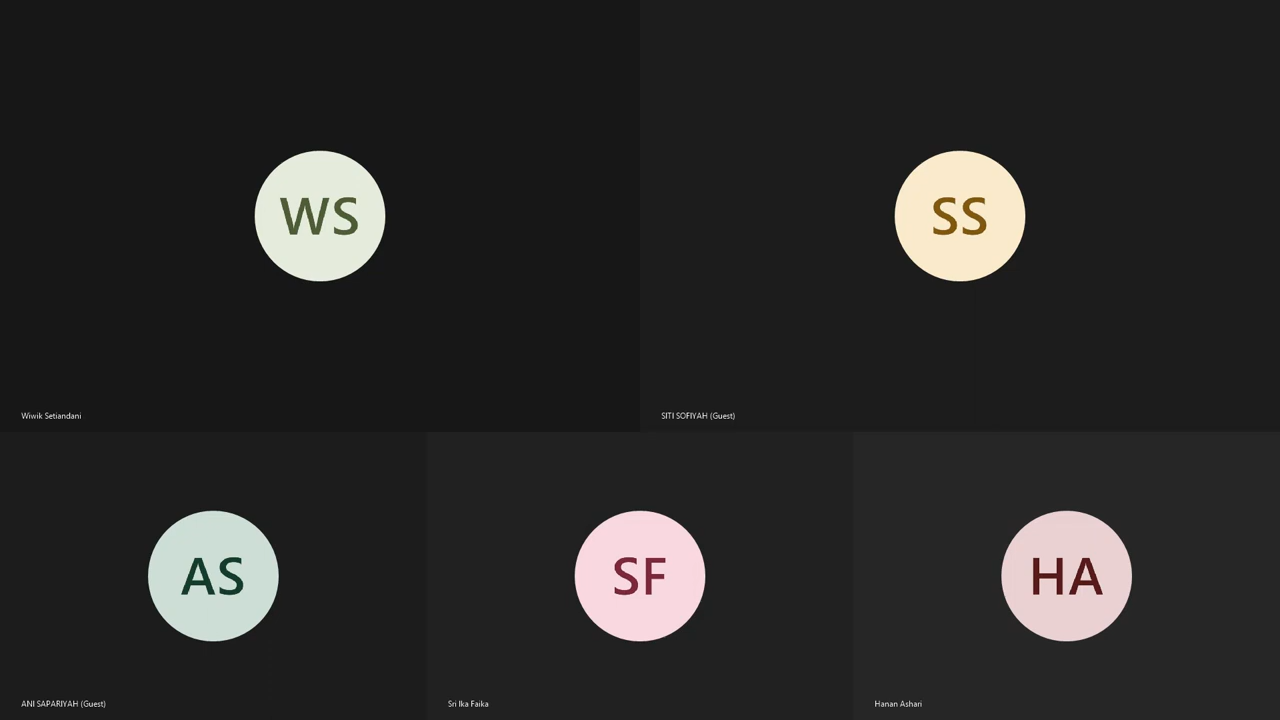 WS
SS
Wiwik Setiandani
SITI SOFIYAH (Guest)
AS
SF
HA
ANI SAPARIYAH (Guest)
Sri Ika Faika
Hanan Ashari